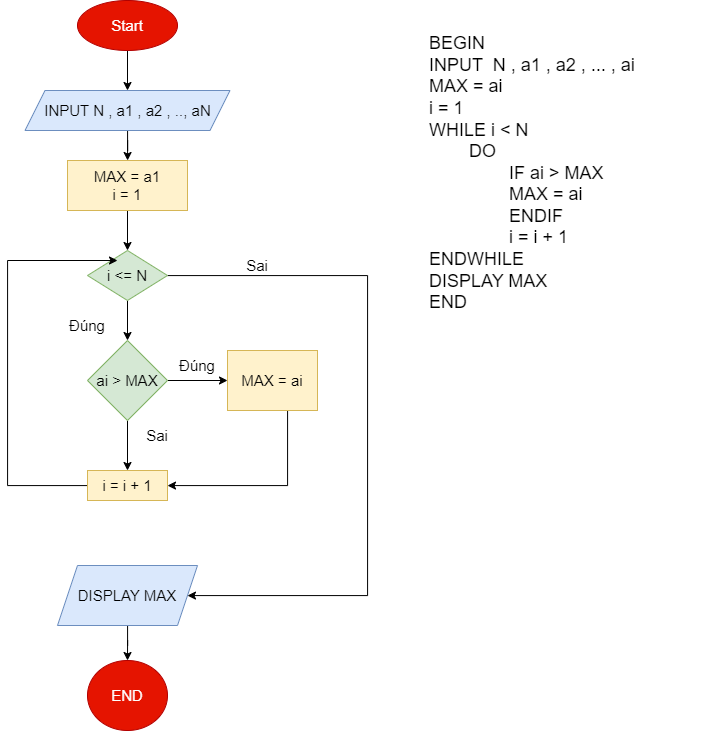 Start
INPUT N , a1 , a2 , .., aN
MAX = a1
i = 1
i <= N
Sai
Đúng
ai > MAX
Đúng
MAX = ai
Sai
i = i + 1
DISPLAY MAX
END
BEGIN
INPUT  N , a1 , a2 , ... , ai
MAX = ai
i = 1
WHILE i < N
DO
IF ai > MAX
MAX = ai
ENDIF
i = i + 1
ENDWHILE
DISPLAY MAX
END